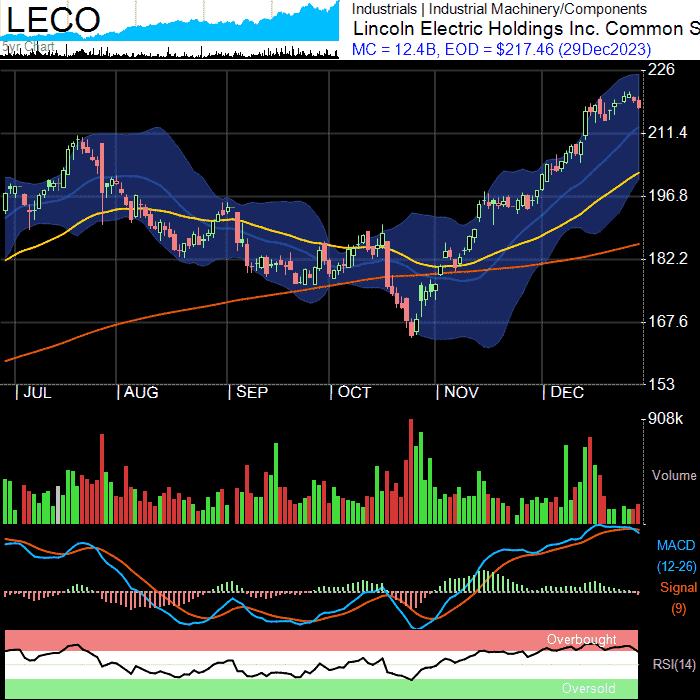 LECO
5yr Chart
Industrials | Industrial Machinery/Components
Lincoln Electric Holdings Inc. Common S
MC = 12.4B, EOD = $217.46 (29Dec2023)
226
211.4
196.8
182.2
167.6
153
| JUL | AUG | SEP | OCT | NOV | DEC
908k
Volume
MACD
(12-26)
Signal
(9)
Overbought
RSI(14)
Oversold